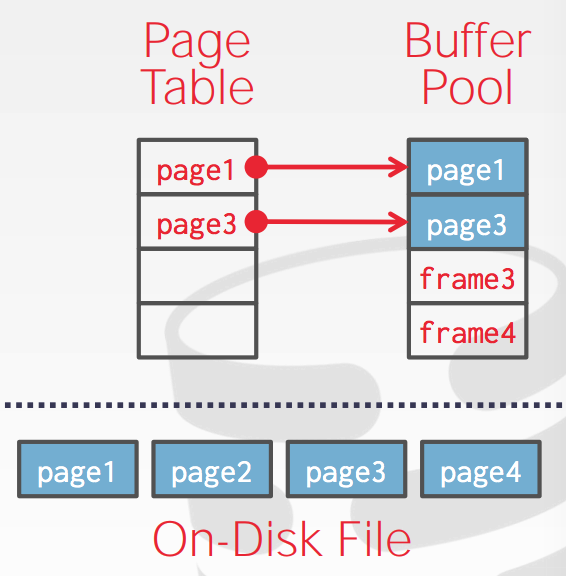 Page
Table
Buffer
Pool
page1
page3
page1
page3
frame3
frame4
page1 page2 page3 page4
On-Disk File